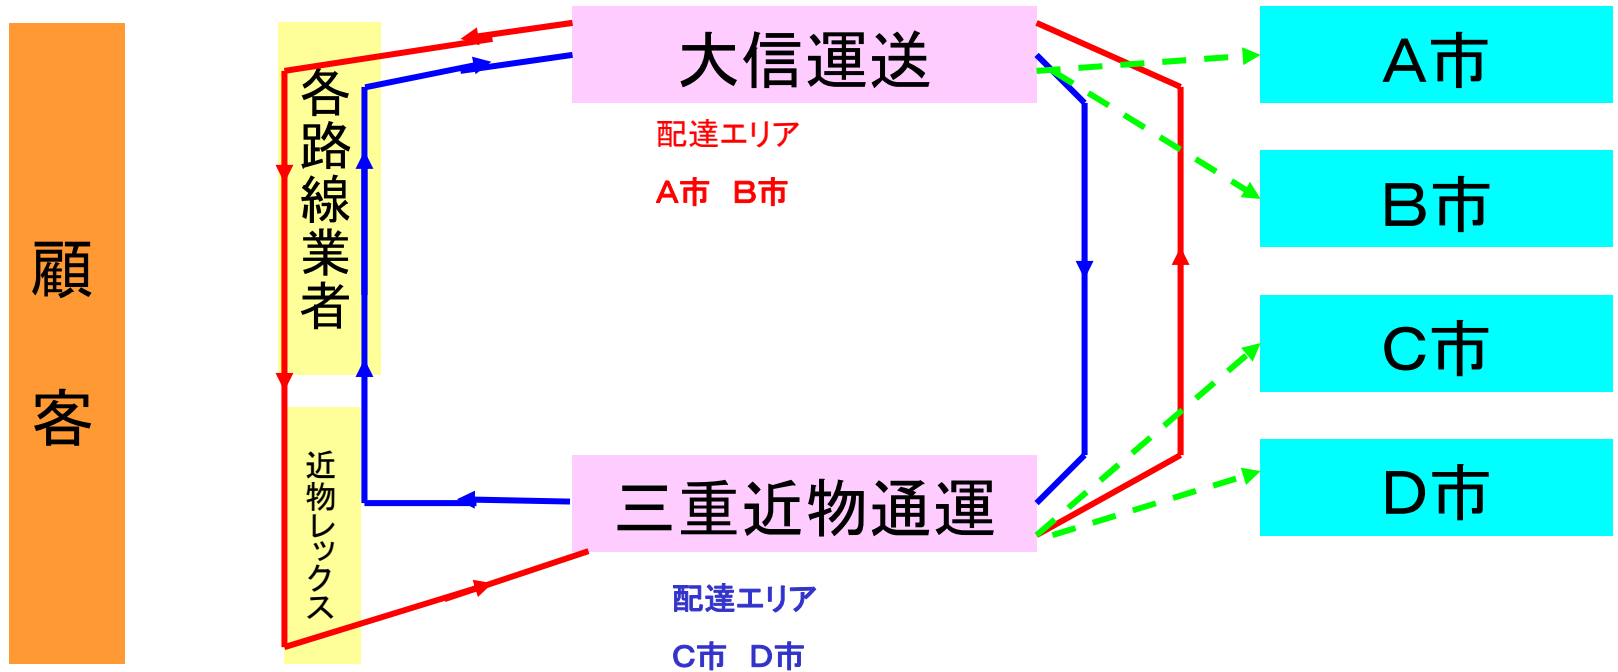 顧客
各路線業者
近物レックス
大信運送
配達エリア
A市　B市
三重近物通運
配達エリア
C市　D市
A市
B市
C市
D市